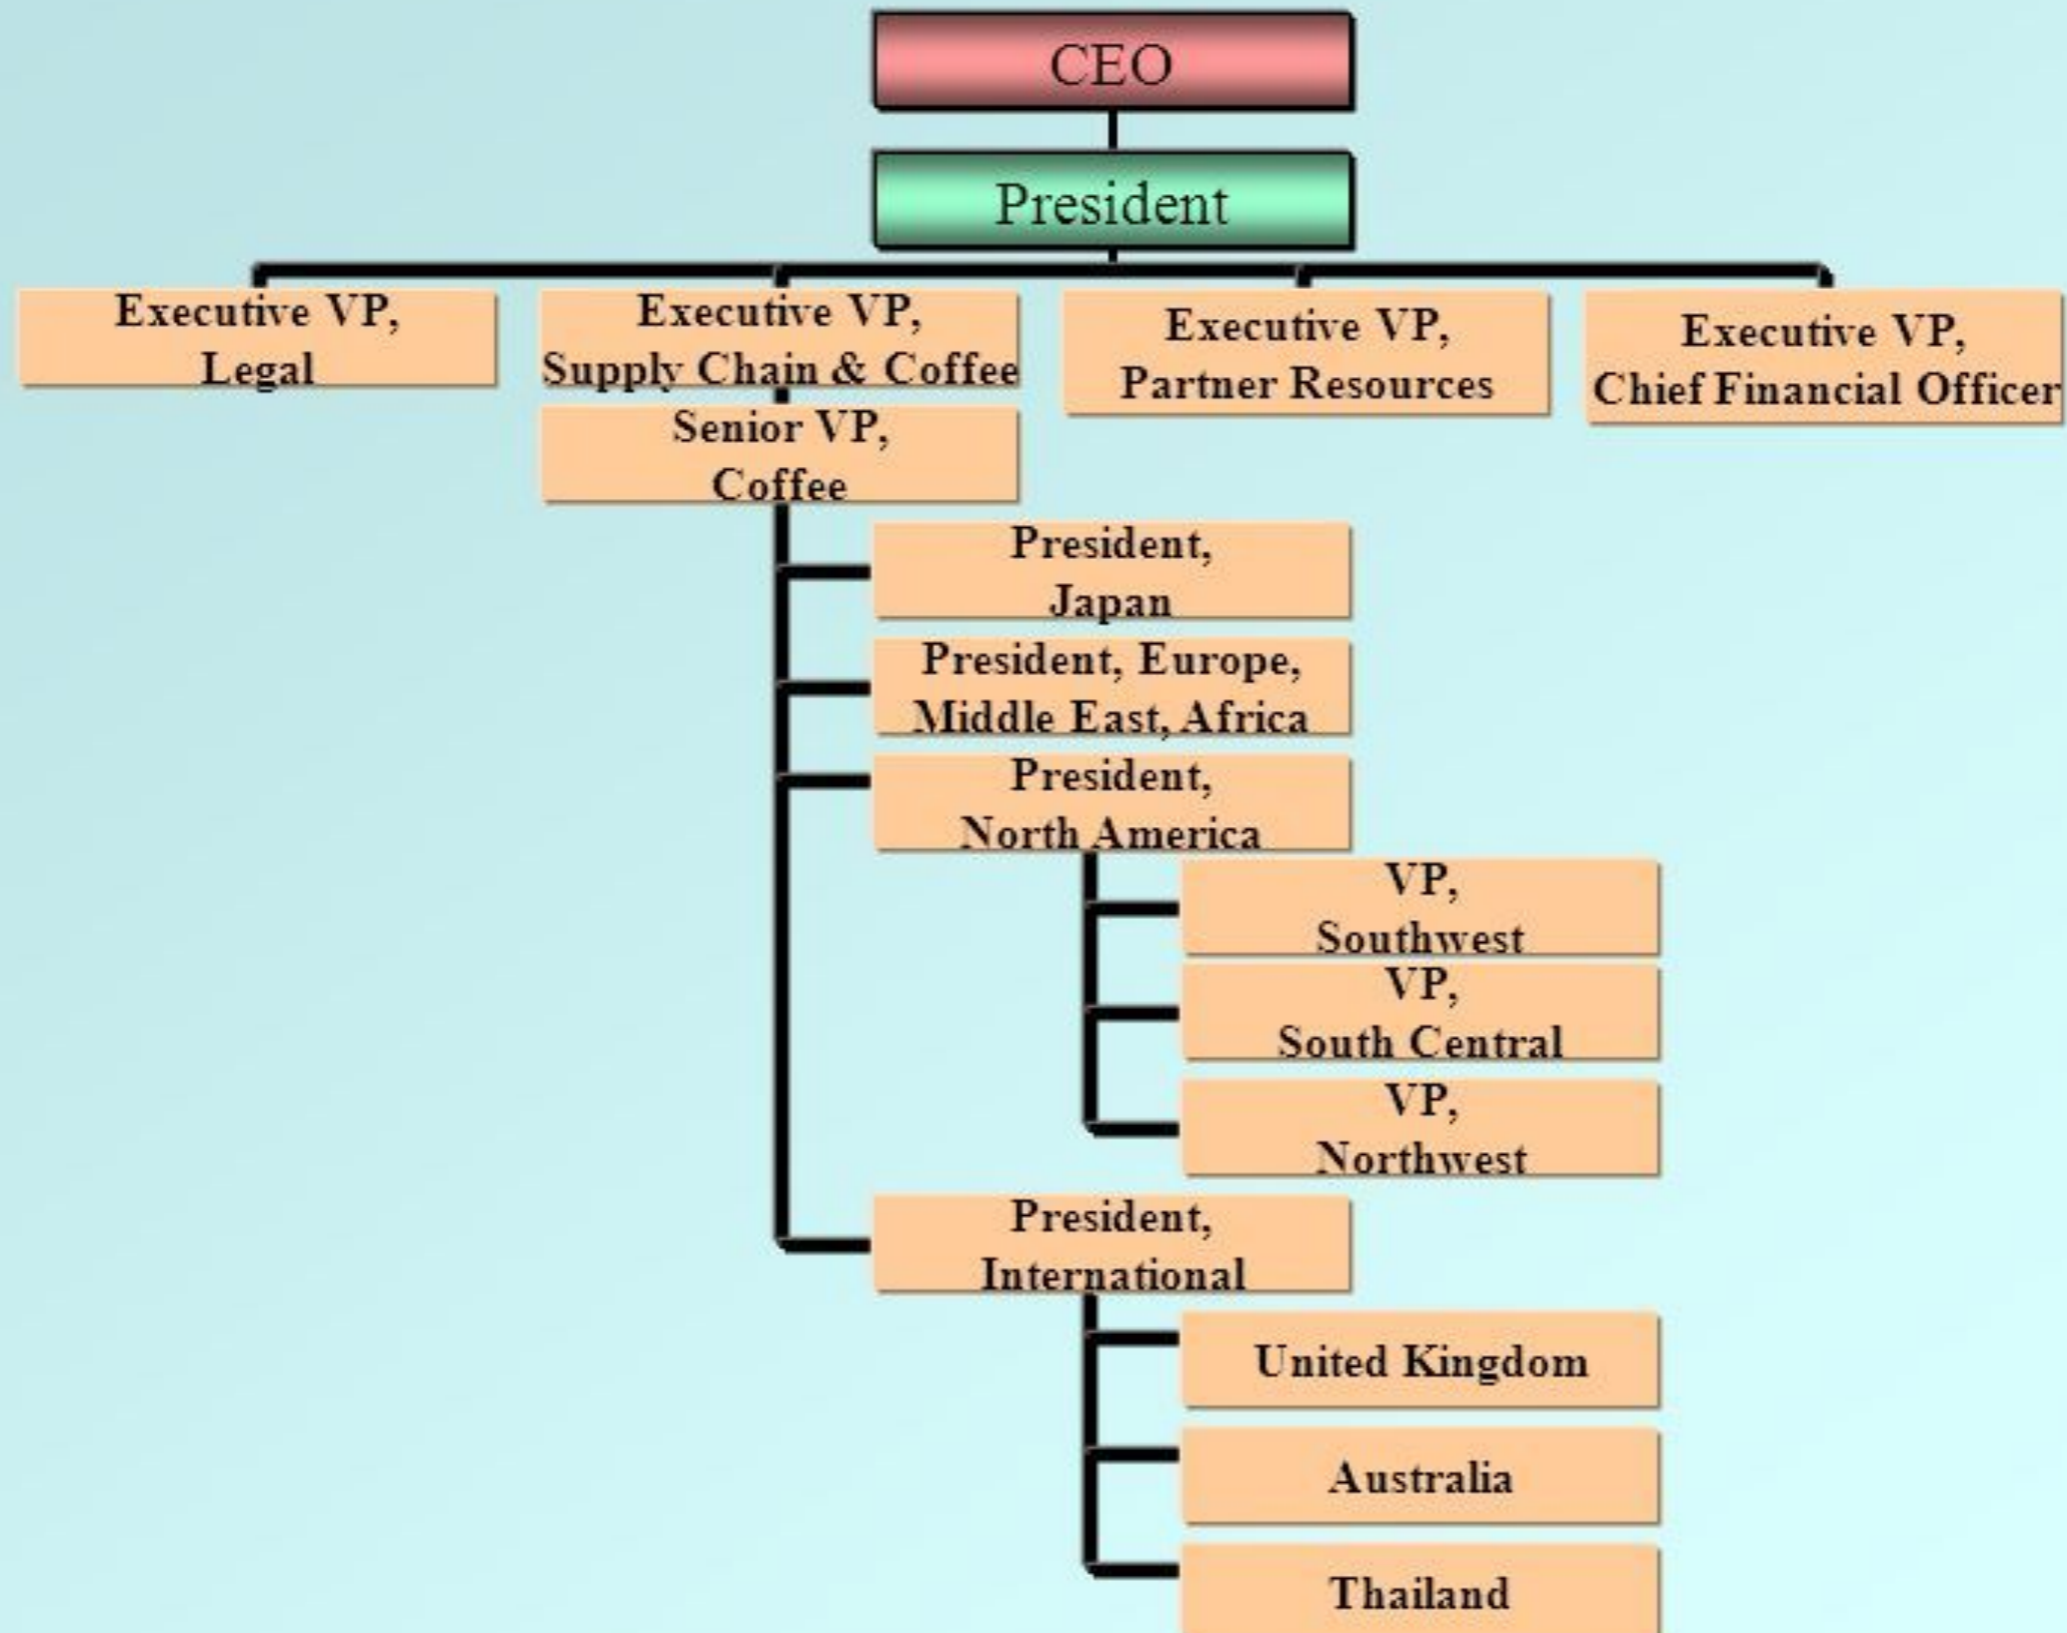 CEO
President
Executive VP,
Legal
Executive VP,
Supply Chain & Coffee
Executive VP,
Partner Resources
Executive VP,
Chief Financial Officer
Senior VP,
Coffee
President,
Japan
President, Europe,
Middle East, Africa
President,
North America
VP,
Southwest
VP,
South Central
VP,
Northwest
President,
International
United Kingdom
Australia
Thailand